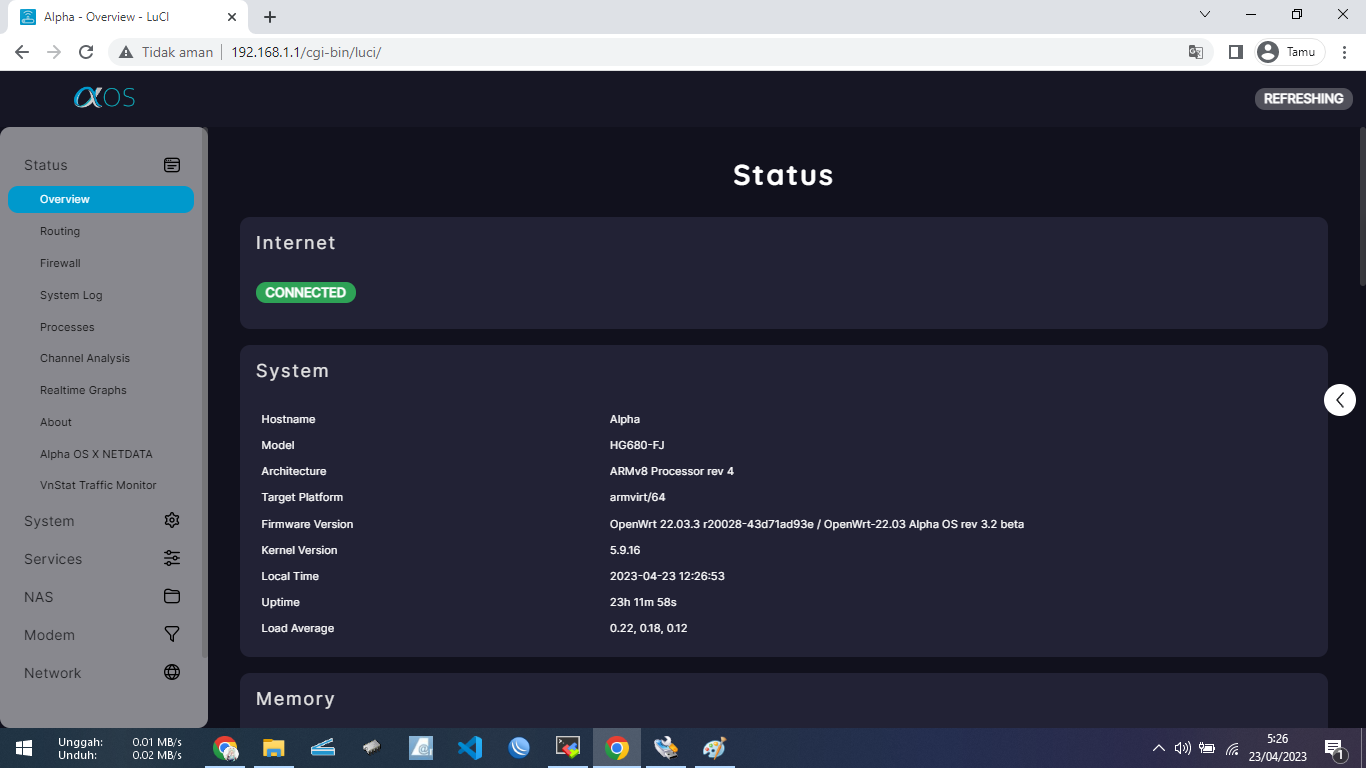 Alpha - Overview - LuCI
Tidak aman 192.168.1.1/cgi-bin/luci/ Tamu
αOS REFRESHING
Status
Overview
Routing
Firewall
System Log
Processes
Channel Analysis
Realtime Graphs
About
Alpha OS X NETDATA
VnStat Traffic Monitor
System
Services
NAS
Modem
Network
Status
Internet
CONNECTED
System
Hostname Alpha
Model HG680-FJ
Architecture ARMv8 Processor rev 4
Target Platform armvirt/64
Firmware Version OpenWrt 22.03.3 r20028-43d71ad93e / OpenWrt-22.03 Alpha OS rev 3.2 beta
Kernel Version 5.9.16
Local Time 2023-04-23 12:26:53
Uptime 23h 11m 58s
Load Average 0.22, 0.18, 0.12
Memory
Unggah: 0.01 MB/s
Unduh: 0.02 MB/s
5:26
23/04/2023
1